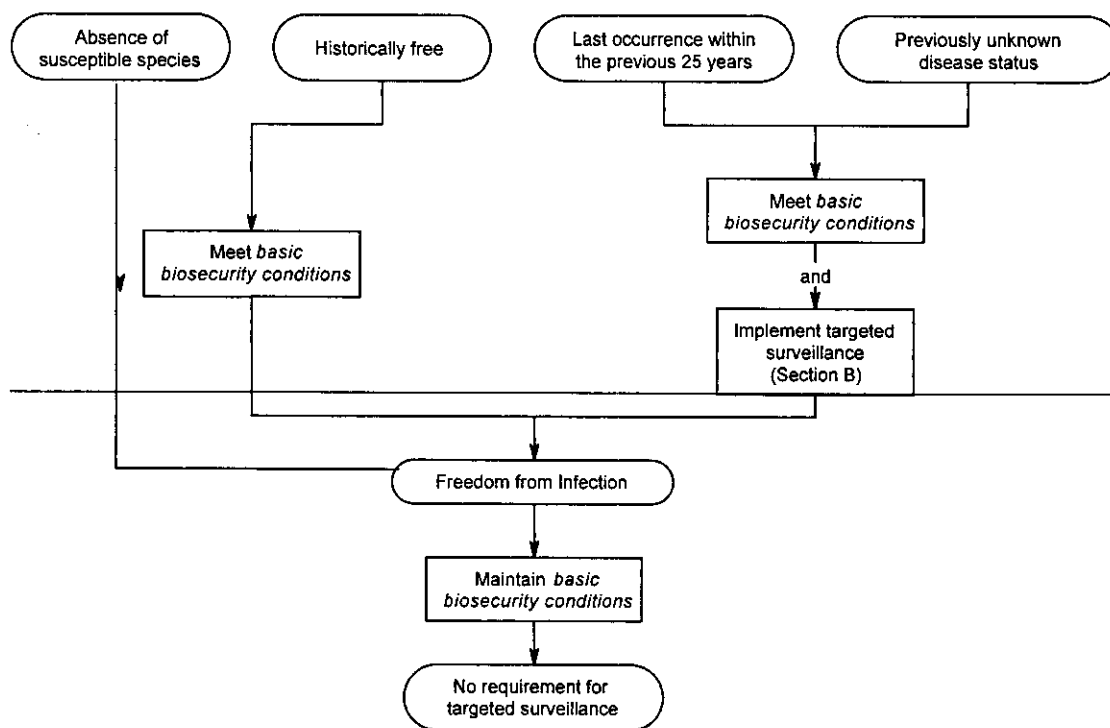 Absence of
susceptible species
Historically free
Last occurrence within
the previous 25 years
Previously unknown
disease status
Meet basic
biosecurity conditions
Meet basic
biosecurity conditions
and
Implement targeted
surveillance
(Section B)
Freedom from Infection
Maintain basic
biosecurity conditions
No requirement for
targeted surveillance